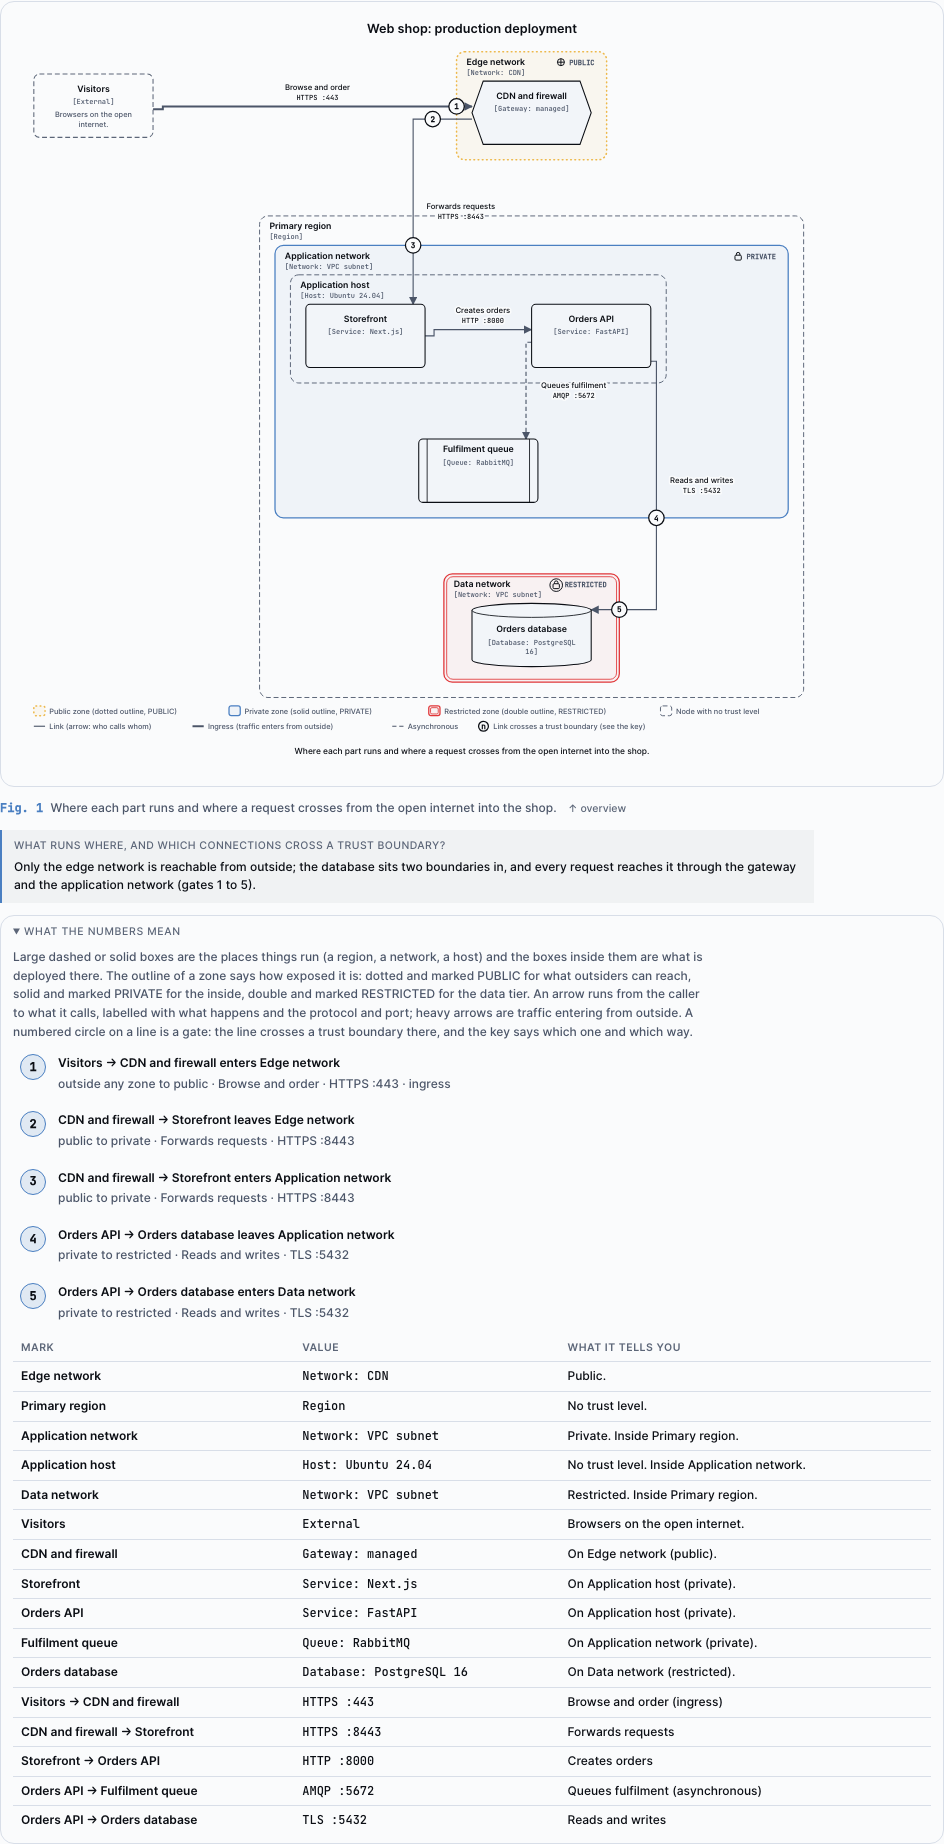 Web shop: production deployment
Edge network
PUBLIC
[Network: CDN]
Visitors
[External]
Browsers on the open
internet.
Browse and order
HTTPS :443
CDN and firewall
[Gateway: managed]
1
2
Forwards requests
HTTPS :8443
Primary region
[Region]
3
Application network
[Network: VPC subnet]
PRIVATE
Application host
[Host: Ubuntu 24.04]
Storefront
[Service: Next.js]
Creates orders
HTTP :8000
Orders API
[Service: FastAPI]
Queues fulfilment
AMQP :5672
Fulfilment queue
[Queue: RabbitMQ]
Reads and writes
TLS :5432
4
Data network
RESTRICTED
[Network: VPC subnet]
5
Orders database
[Database: PostgreSQL
16]
Public zone (dotted outline, PUBLIC)
Private zone (solid outline, PRIVATE)
Restricted zone (double outline, RESTRICTED)
Node with no trust level
Link (arrow: who calls whom)
Ingress (traffic enters from outside)
Asynchronous
n Link crosses a trust boundary (see the key)
Where each part runs and where a request crosses from the open internet into the shop.
Fig. 1 Where each part runs and where a request crosses from the open internet into the shop. ↑ overview
WHAT RUNS WHERE, AND WHICH CONNECTIONS CROSS A TRUST BOUNDARY?
Only the edge network is reachable from outside; the database sits two boundaries in, and every request reaches it through the gateway
and the application network (gates 1 to 5).
▼ WHAT THE NUMBERS MEAN
Large dashed or solid boxes are the places things run (a region, a network, a host) and the boxes inside them are what is
deployed there. The outline of a zone says how exposed it is: dotted and marked PUBLIC for what outsiders can reach,
solid and marked PRIVATE for the inside, double and marked RESTRICTED for the data tier. An arrow runs from the caller
to what it calls, labelled with what happens and the protocol and port; heavy arrows are traffic entering from outside. A
numbered circle on a line is a gate: the line crosses a trust boundary there, and the key says which one and which way.
1 Visitors → CDN and firewall enters Edge network
outside any zone to public · Browse and order · HTTPS :443 · ingress
2 CDN and firewall → Storefront leaves Edge network
public to private · Forwards requests · HTTPS :8443
3 CDN and firewall → Storefront enters Application network
public to private · Forwards requests · HTTPS :8443
4 Orders API → Orders database leaves Application network
private to restricted · Reads and writes · TLS :5432
5 Orders API → Orders database enters Data network
private to restricted · Reads and writes · TLS :5432
MARK VALUE WHAT IT TELLS YOU
Edge network Network: CDN Public.
Primary region Region No trust level.
Application network Network: VPC subnet Private. Inside Primary region.
Application host Host: Ubuntu 24.04 No trust level. Inside Application network.
Data network Network: VPC subnet Restricted. Inside Primary region.
Visitors External Browsers on the open internet.
CDN and firewall Gateway: managed On Edge network (public).
Storefront Service: Next.js On Application host (private).
Orders API Service: FastAPI On Application host (private).
Fulfilment queue Queue: RabbitMQ On Application network (private).
Orders database Database: PostgreSQL 16 On Data network (restricted).
Visitors → CDN and firewall HTTPS :443 Browse and order (ingress)
CDN and firewall → Storefront HTTPS :8443 Forwards requests
Storefront → Orders API HTTP :8000 Creates orders
Orders API → Fulfilment queue AMQP :5672 Queues fulfilment (asynchronous)
Orders API → Orders database TLS :5432 Reads and writes